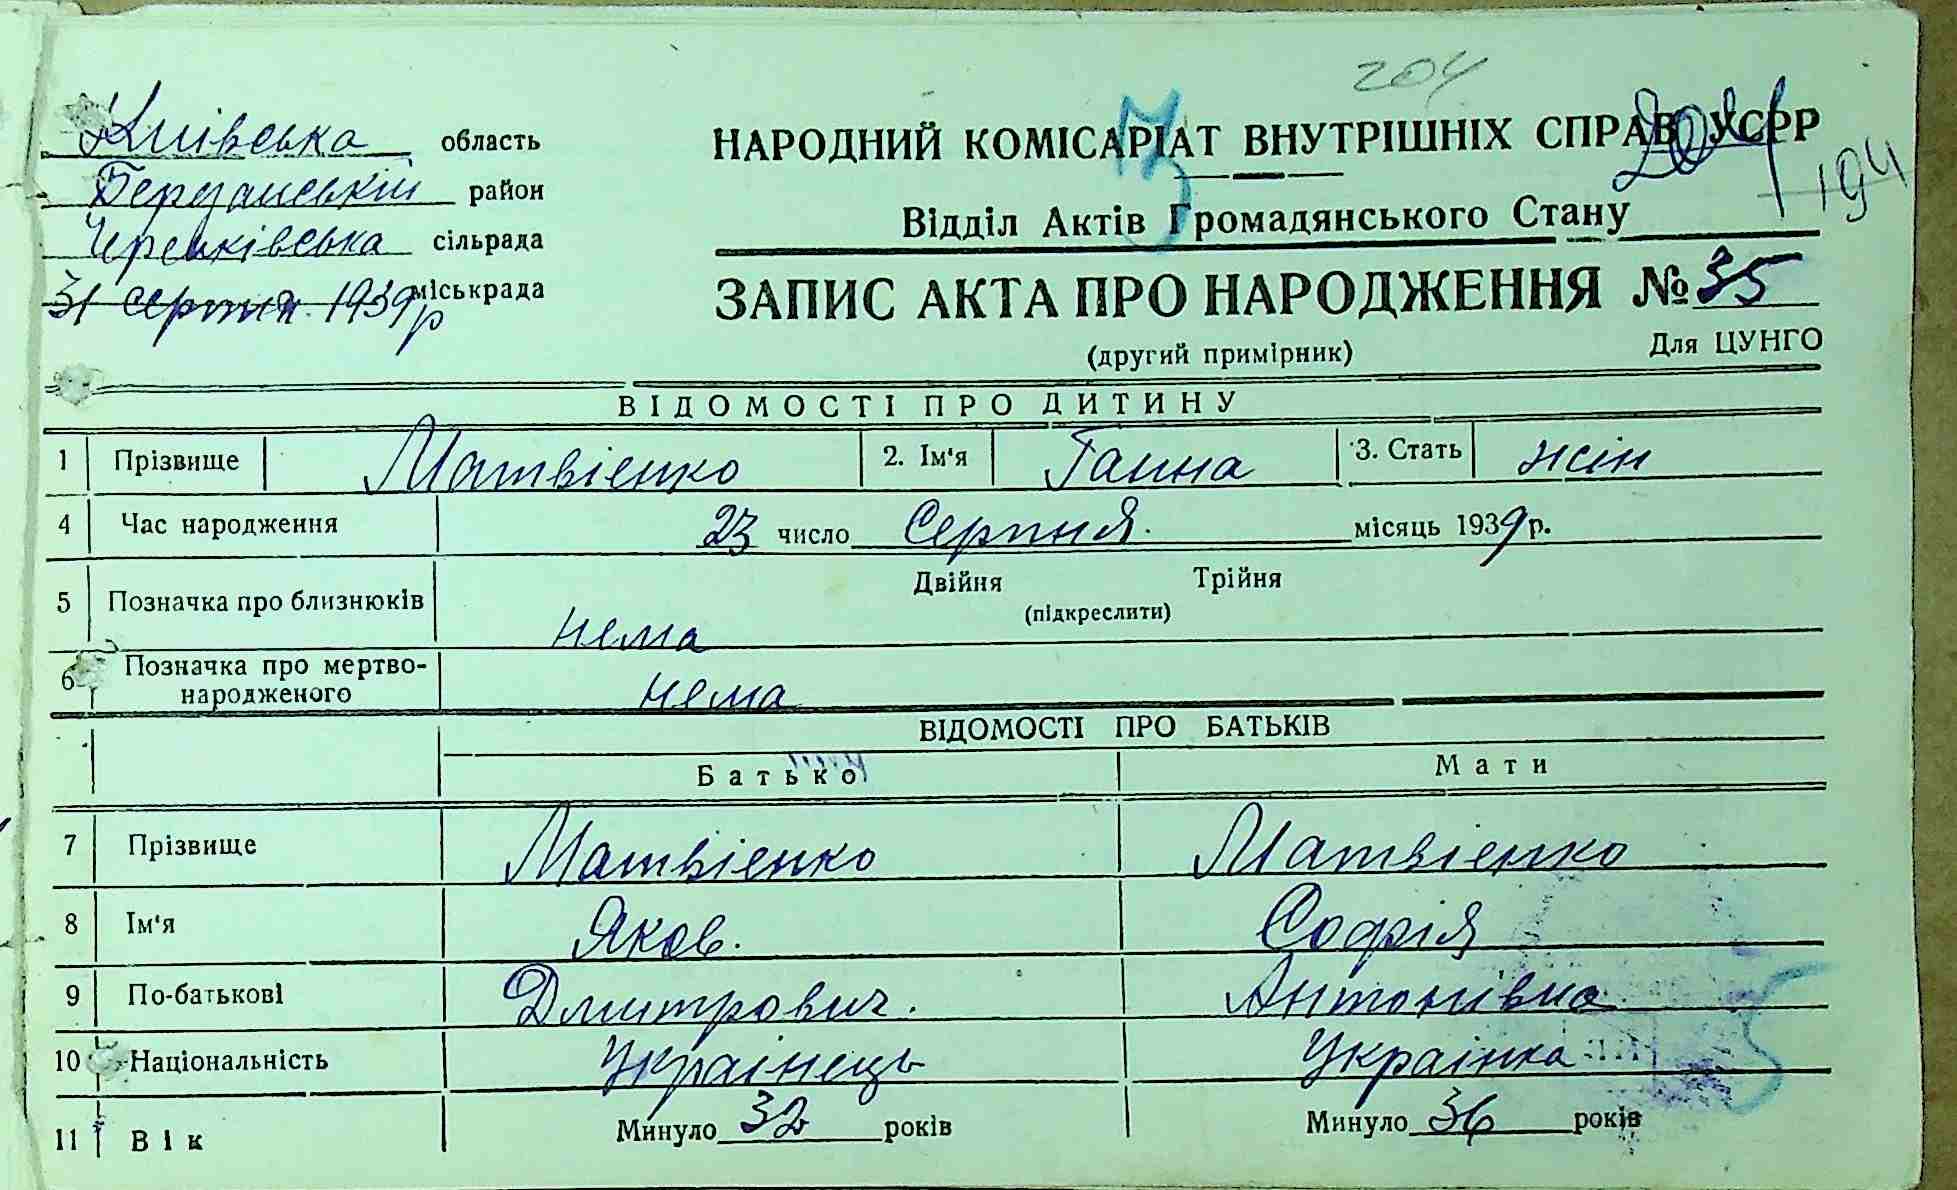 204
Київська область
НАРОДНИЙ КОМІСАРІАТ ВНУТРІШНІХ СПРАВ УСРР
204
194
район
Відділ Актів Громадянського Стану
сільрада
міськрада
31 серпня 1939 р
ЗАПИС АКТА ПРО НАРОДЖЕННЯ № 35
(другий примірник)
Для ЦУНГО
ВІДОМОСТІ ПРО ДИТИНУ
1 Прізвище Матвієнко 2. Ім'я Ганна 3. Стать жін
4 Час народження 23 число Серпня місяць 1939 р.
5 Позначка про близнюків нема Двійня Трійня
(підкреслити)
6 Позначка про мертво-
народженого нема
ВІДОМОСТІ ПРО БАТЬКІВ
Батько Мати
7 Прізвище Матвієнко Матвієнко
8 Ім'я Яков. Софія
9 По-батькові Дмитрович. Антонівна
10 Національність Українець Українка
11 Вік Минуло 32 років Минуло 36 років